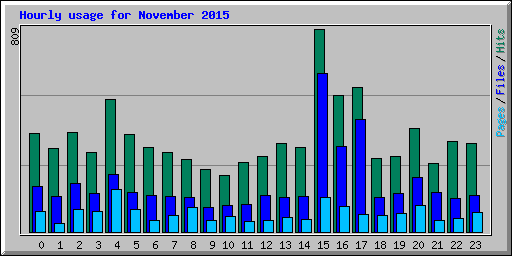 Hourly usage for November 2015
809
Pages / Files / Hits
0 1 2 3 4 5 6 7 8 9 10 11 12 13 14 15 16 17 18 19 20 21 22 23